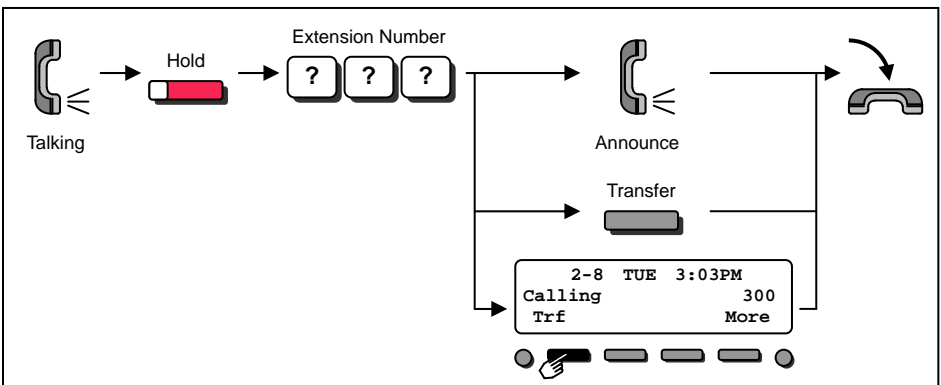 Extension Number
Hold
? ? ?
Talking
Announce
Transfer
2-8 TUE 3:03PM
Calling 300
Trf More